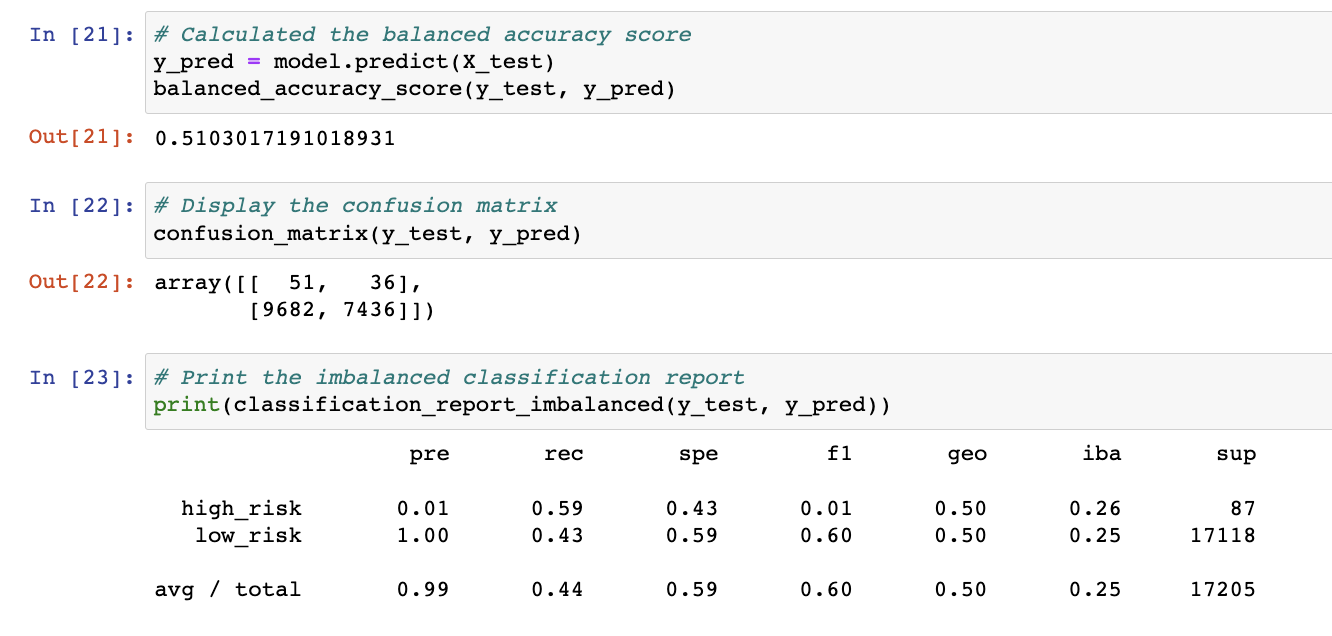 In [21]: # Calculated the balanced accuracy score
y_pred = model.predict(X_test)
balanced_accuracy_score(y_test, y_pred)
Out[21]: 0.5103017191018931
In [22]: # Display the confusion matrix
confusion_matrix(y_test, y_pred)
Out[22]: array([[  51,   36],
       [9682, 7436]])
In [23]: # Print the imbalanced classification report
print(classification_report_imbalanced(y_test, y_pred))
pre rec spe f1 geo iba sup
high_risk 0.01 0.59 0.43 0.01 0.50 0.26 87
low_risk 1.00 0.43 0.59 0.60 0.50 0.25 17118
avg / total 0.99 0.44 0.59 0.60 0.50 0.25 17205